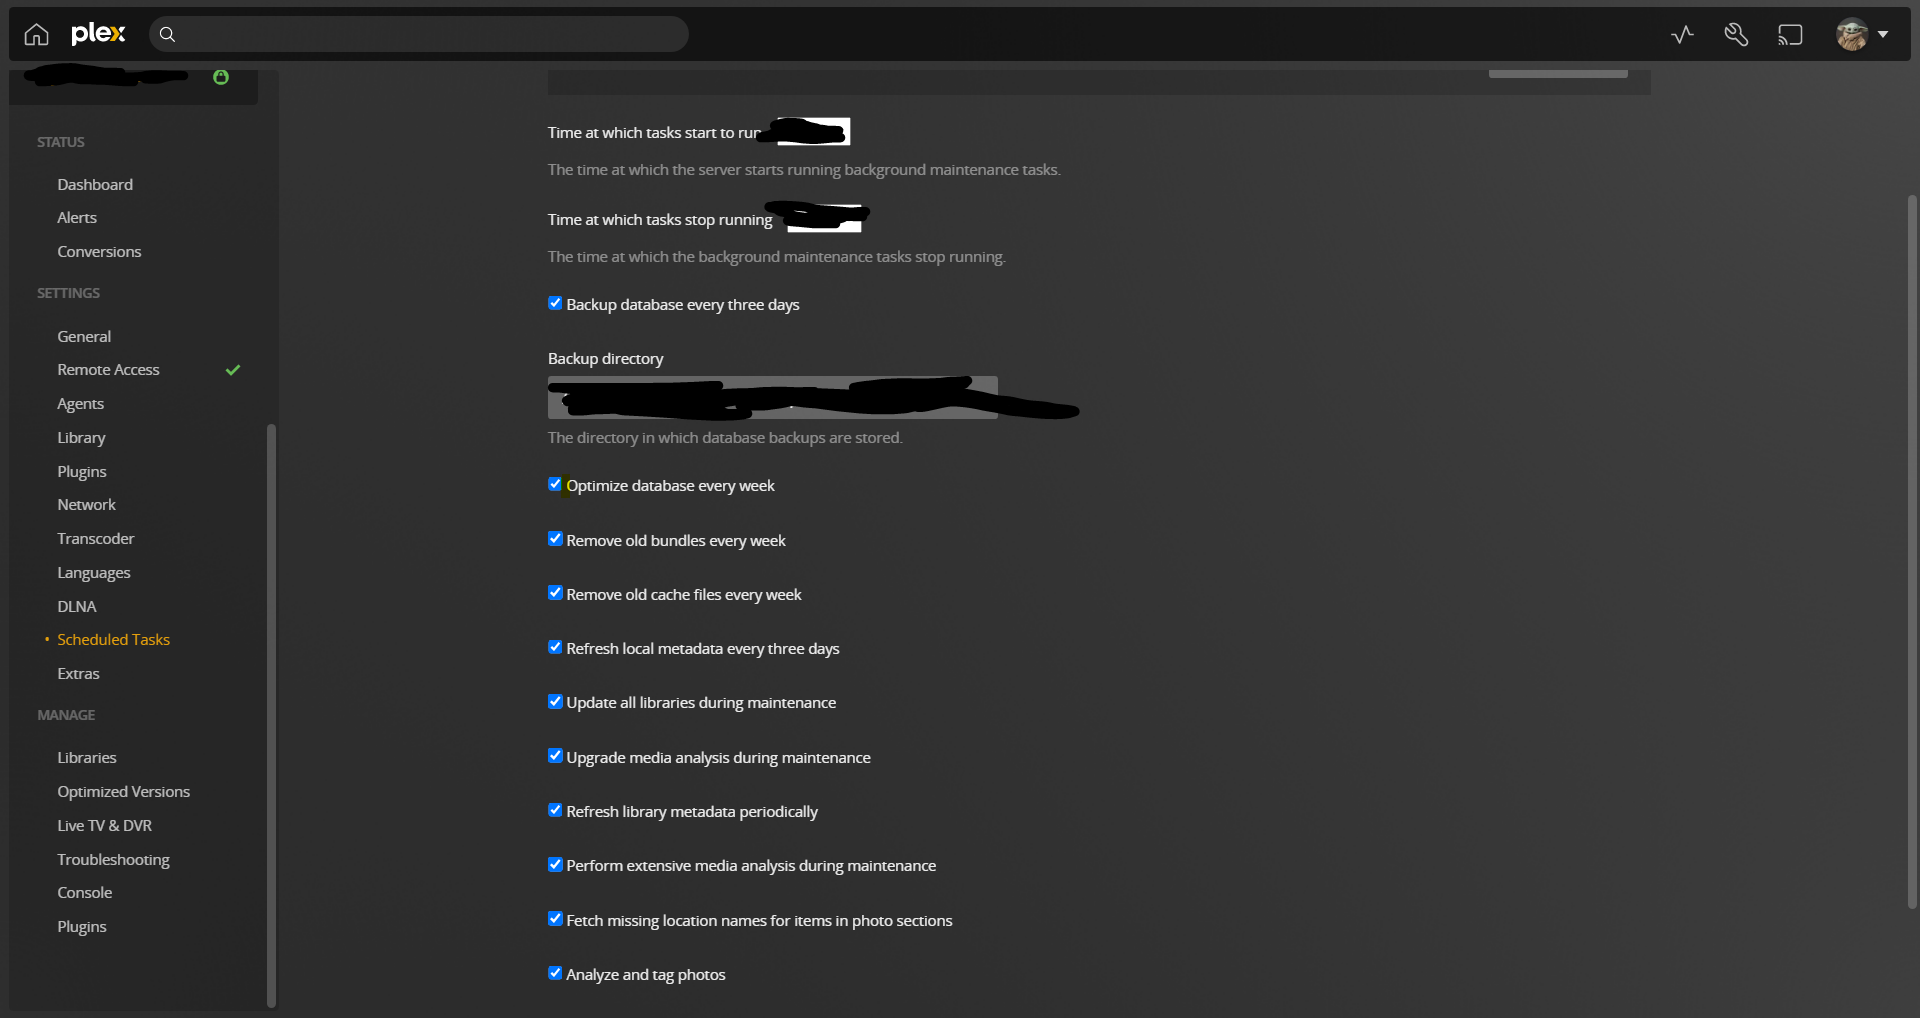 plex
STATUS
Dashboard
Alerts
Conversions
SETTINGS
General
Remote Access
Agents
Library
Plugins
Network
Transcoder
Languages
DLNA
Scheduled Tasks
Extras
MANAGE
Libraries
Optimized Versions
Live TV & DVR
Troubleshooting
Console
Plugins
Time at which tasks start to run
The time at which the server starts running background maintenance tasks.
Time at which tasks stop running
The time at which the background maintenance tasks stop running.
Backup database every three days
Backup directory
The directory in which database backups are stored.
Optimize database every week
Remove old bundles every week
Remove old cache files every week
Refresh local metadata every three days
Update all libraries during maintenance
Upgrade media analysis during maintenance
Refresh library metadata periodically
Perform extensive media analysis during maintenance
Fetch missing location names for items in photo sections
Analyze and tag photos